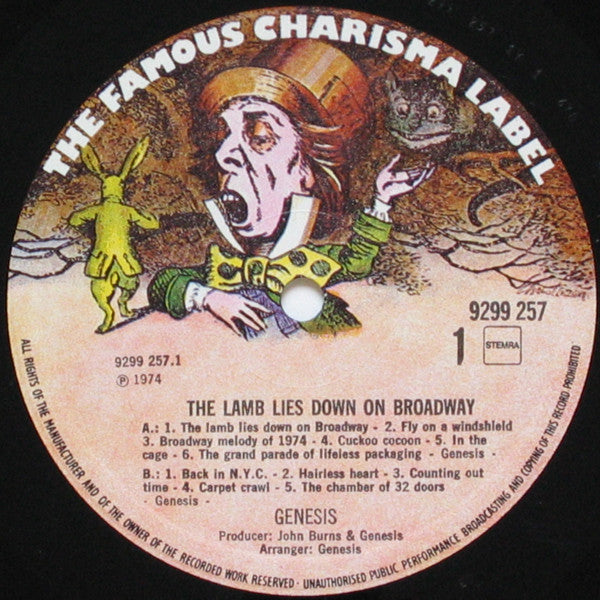 THE FAMOUS CHARISMA LABEL
9299 257
1 STEMRA
9299 257.1
℗ 1974
THE LAMB LIES DOWN ON BROADWAY
A.: 1. The lamb lies down on Broadway - 2. Fly on a windshield
3. Broadway melody of 1974 - 4. Cuckoo cocoon - 5. In the
cage - 6. The grand parade of lifeless packaging - Genesis -
B.: 1. Back in N.Y.C. - 2. Hairless heart - 3. Counting out
time - 4. Carpet crawl - 5. The chamber of 32 doors
- Genesis -
GENESIS
Producer: John Burns & Genesis
Arranger: Genesis
ALL RIGHTS OF THE MANUFACTURER AND OF THE OWNER OF THE RECORDED WORK RESERVED · UNAUTHORISED PUBLIC PERFORMANCE BROADCASTING AND COPYING OF THIS RECORD PROHIBITED